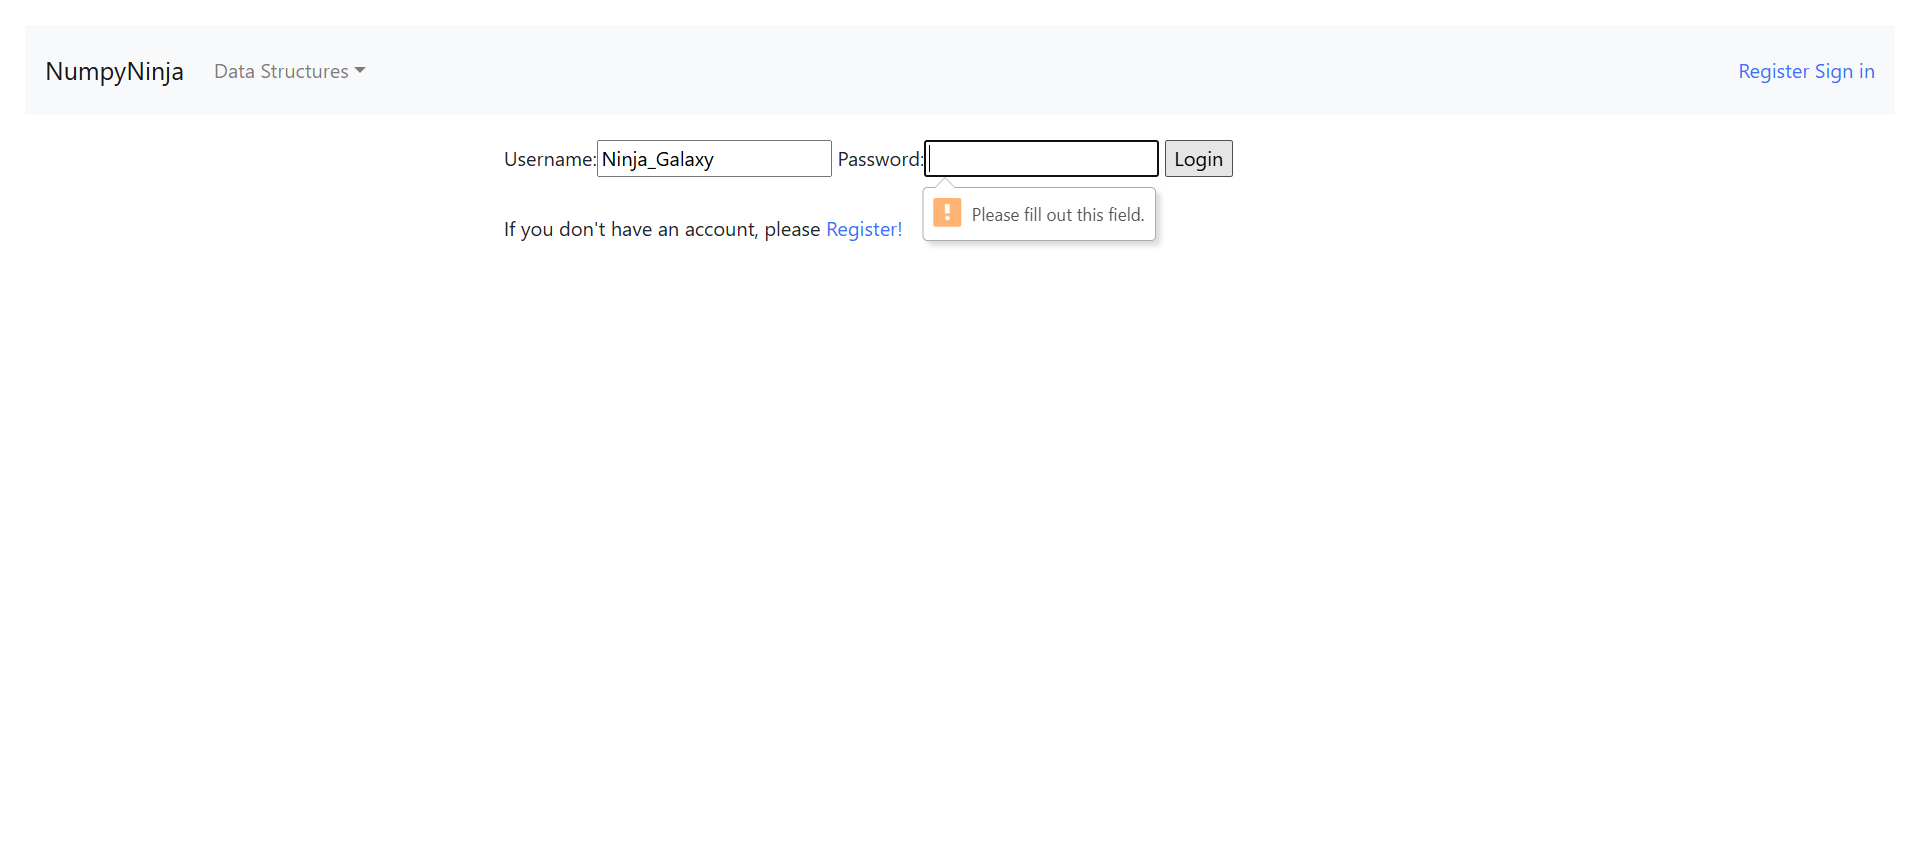 NumpyNinja Data Structures Register Sign in
Username: Ninja_Galaxy Password: Login
Please fill out this field.
If you don't have an account, please Register!